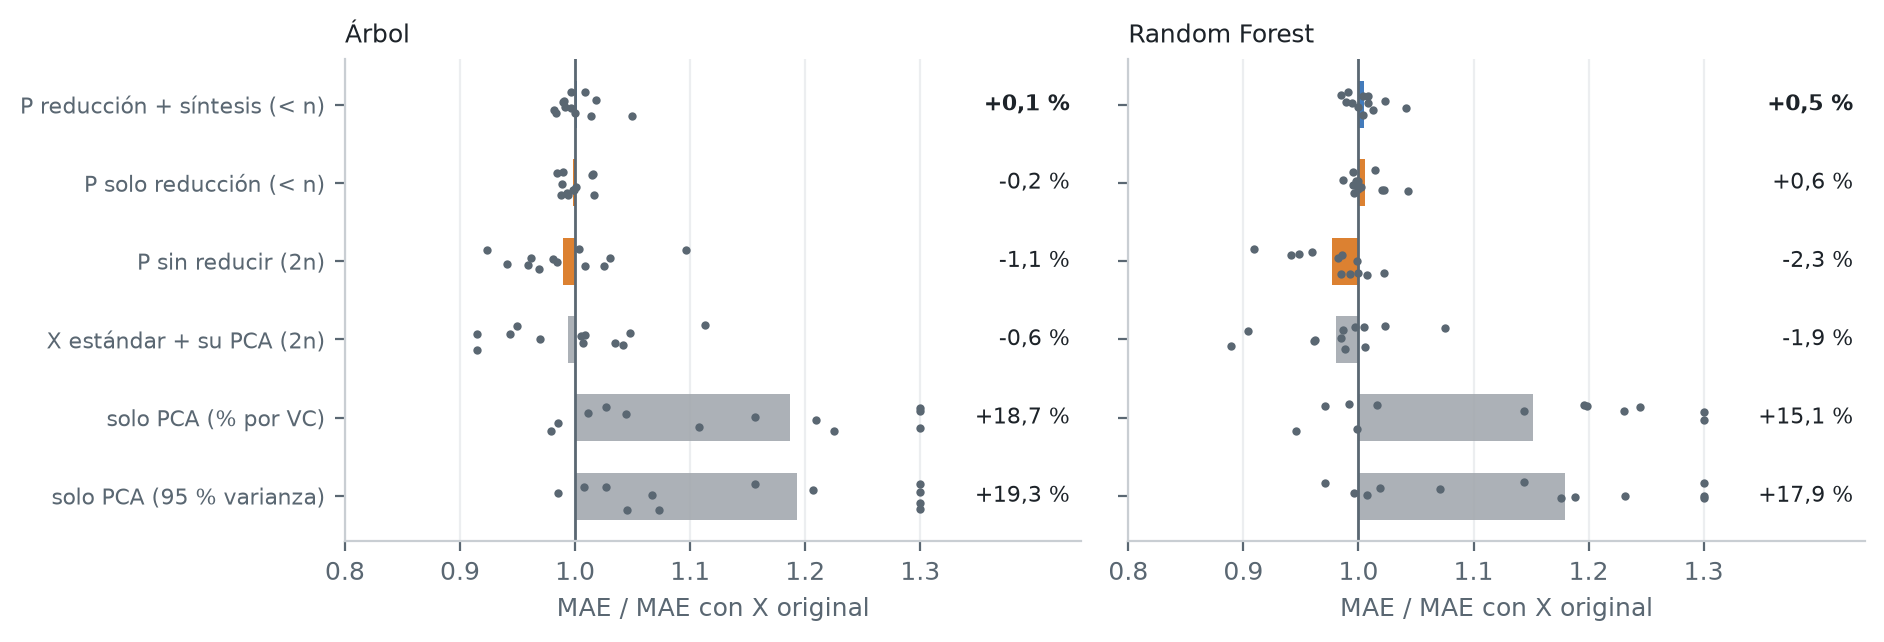 Árbol
Random Forest
P reducción + síntesis (< n)
+0,1 %
+0,5 %
P solo reducción (< n)
-0,2 %
+0,6 %
P sin reducir (2n)
-1,1 %
-2,3 %
X estándar + su PCA (2n)
-0,6 %
-1,9 %
solo PCA (% por VC)
+18,7 %
+15,1 %
solo PCA (95 % varianza)
+19,3 %
+17,9 %
0.8 0.9 1.0 1.1 1.2 1.3
0.8 0.9 1.0 1.1 1.2 1.3
MAE / MAE con X original
MAE / MAE con X original